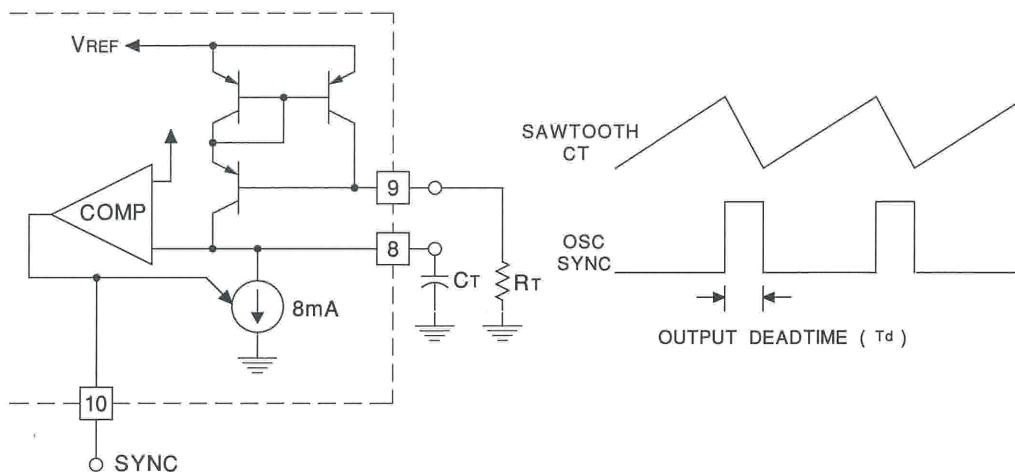 VREF
COMP
9
8
CT
RT
8mA
10
SYNC
SAWTOOTH
CT
OSC
SYNC
OUTPUT DEADTIME ( Td )